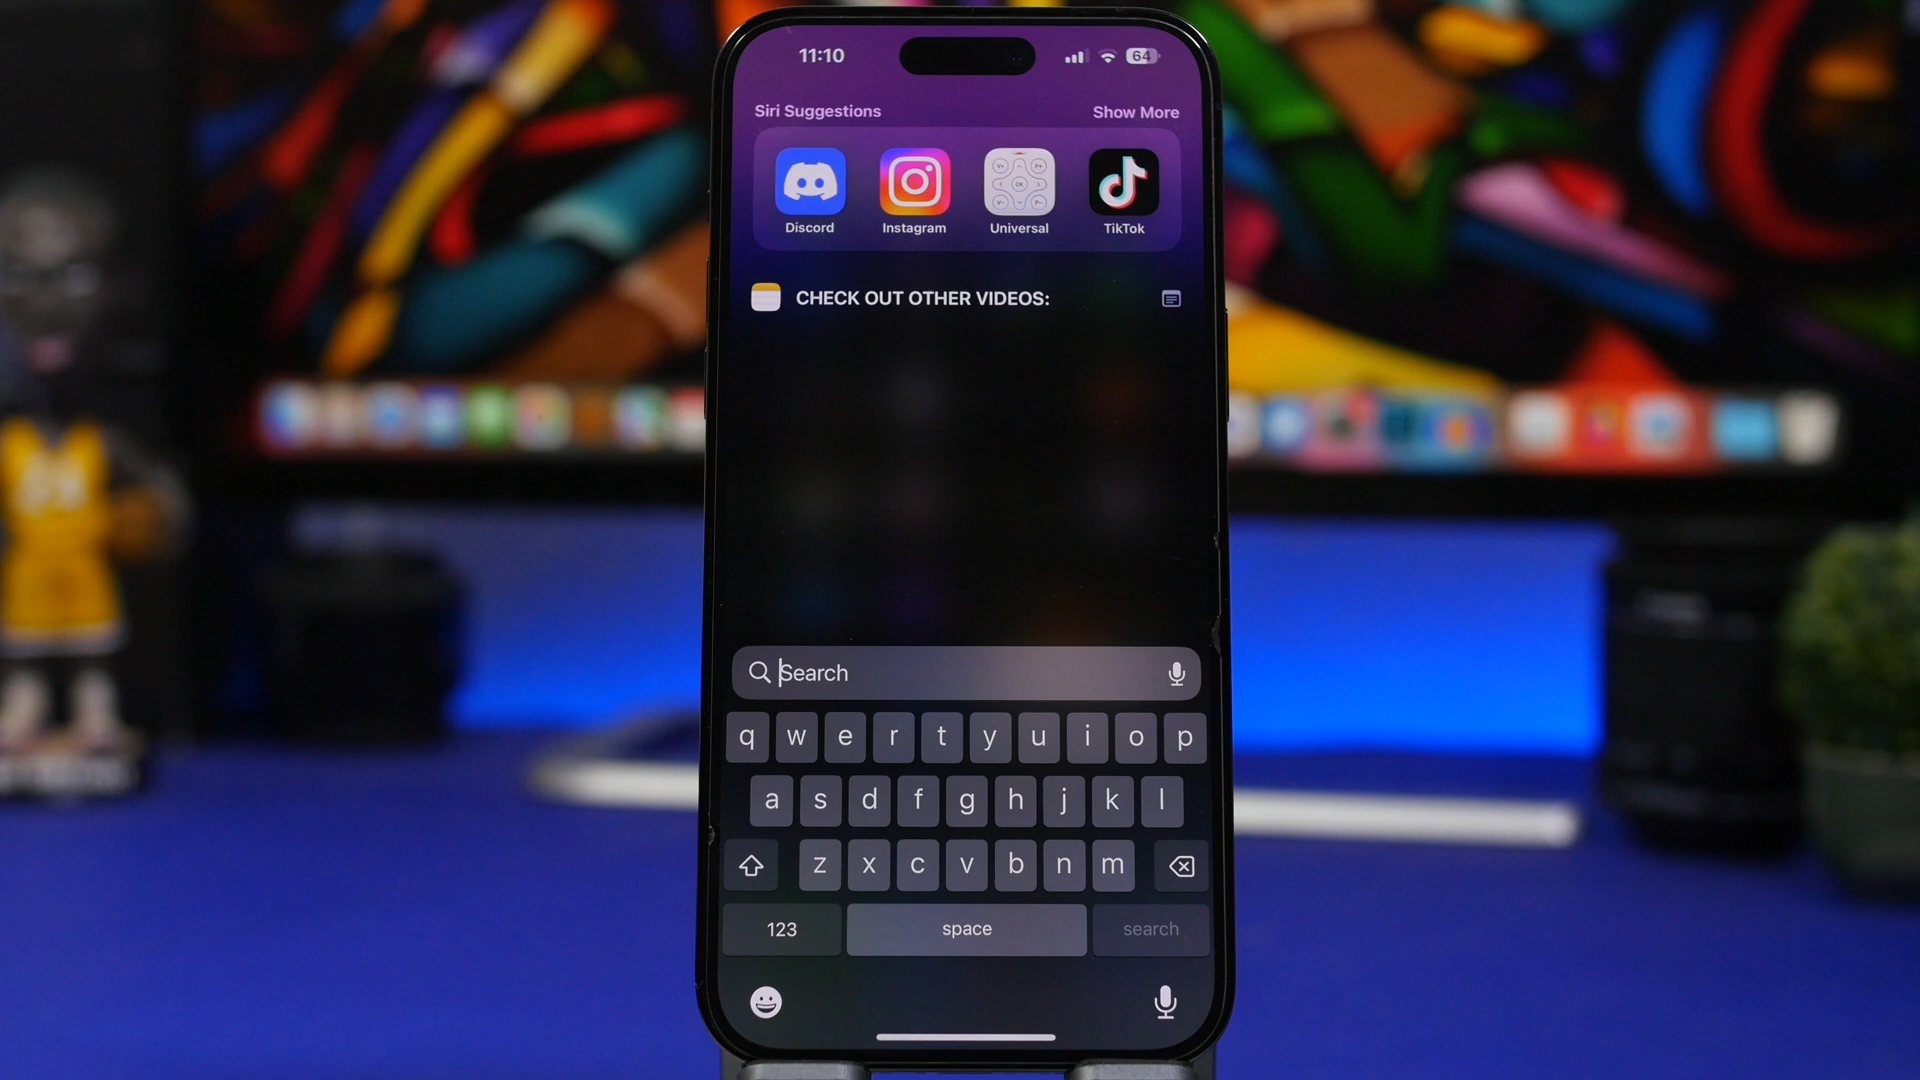 11:10 64
Siri Suggestions Show More
Discord Instagram Universal TikTok
CHECK OUT OTHER VIDEOS:
Search
q w e r t y u i o p
a s d f g h j k l
z x c v b n m
123 space search